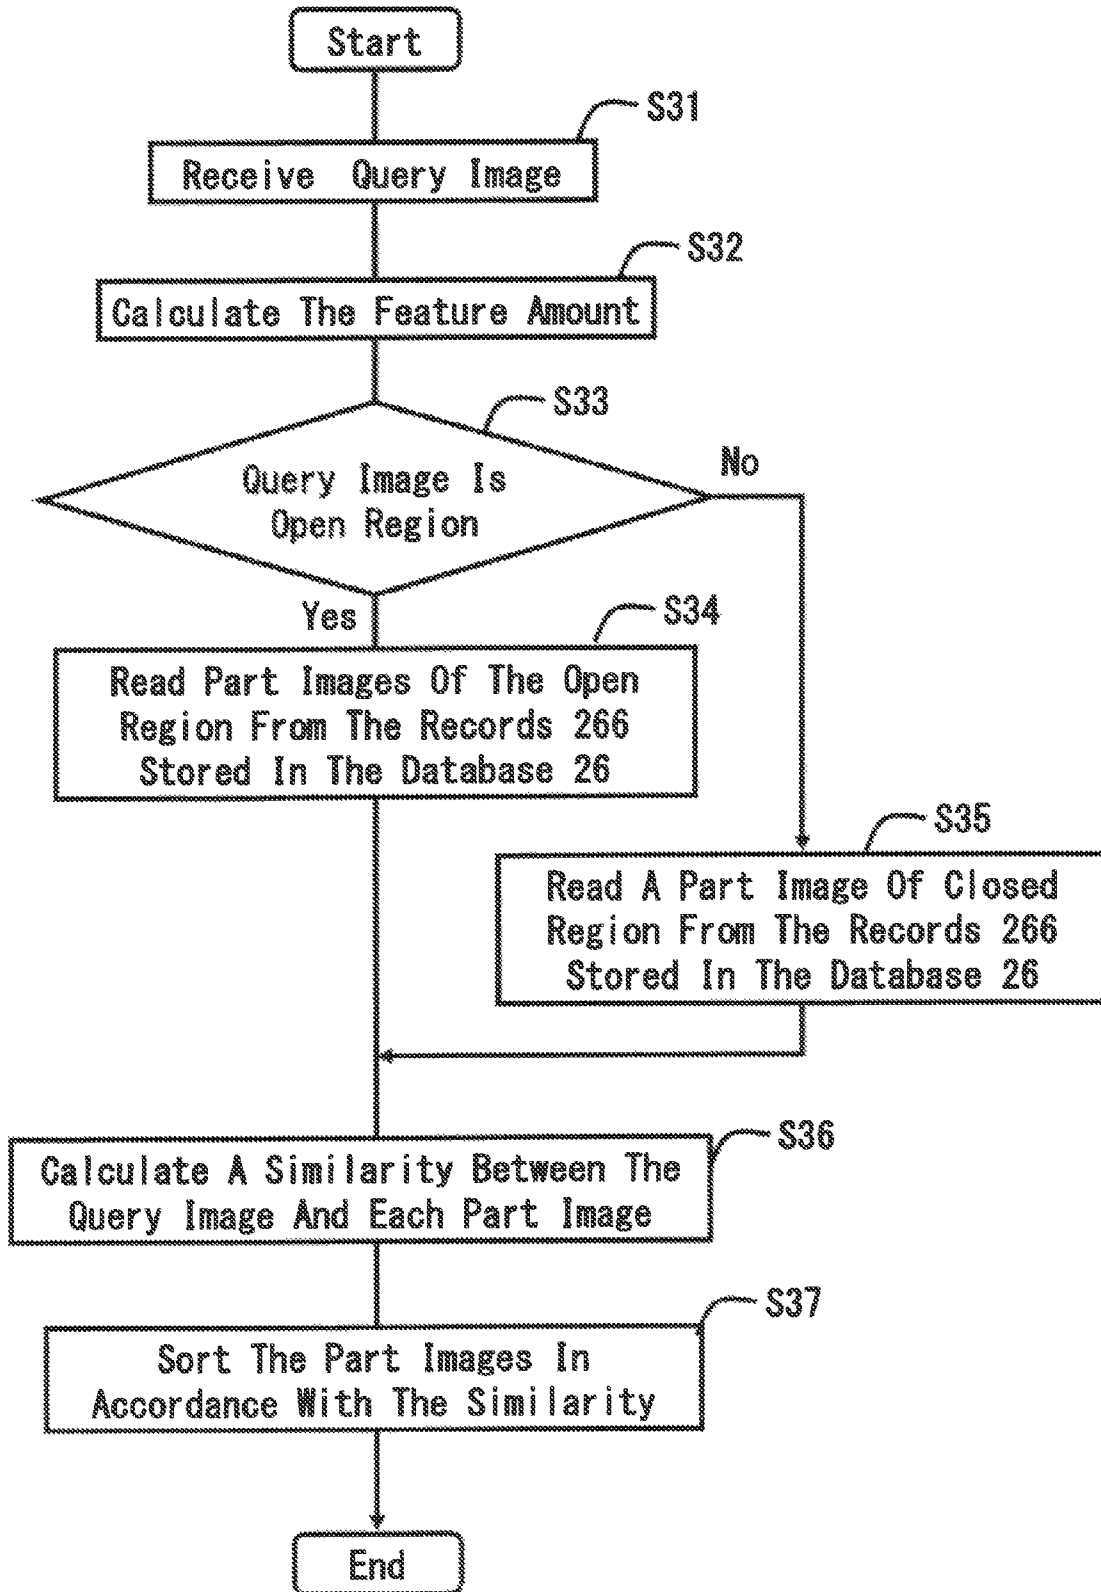 Start
S31
Receive Query Image
S32
Calculate The Feature Amount
S33
Query Image Is
Open Region
No
Yes
S34
Read Part Images Of The Open
Region From The Records 266
Stored In The Database 26
S35
Read A Part Image Of Closed
Region From The Records 266
Stored In The Database 26
S36
Calculate A Similarity Between The
Query Image And Each Part Image
S37
Sort The Part Images In
Accordance With The Similarity
End